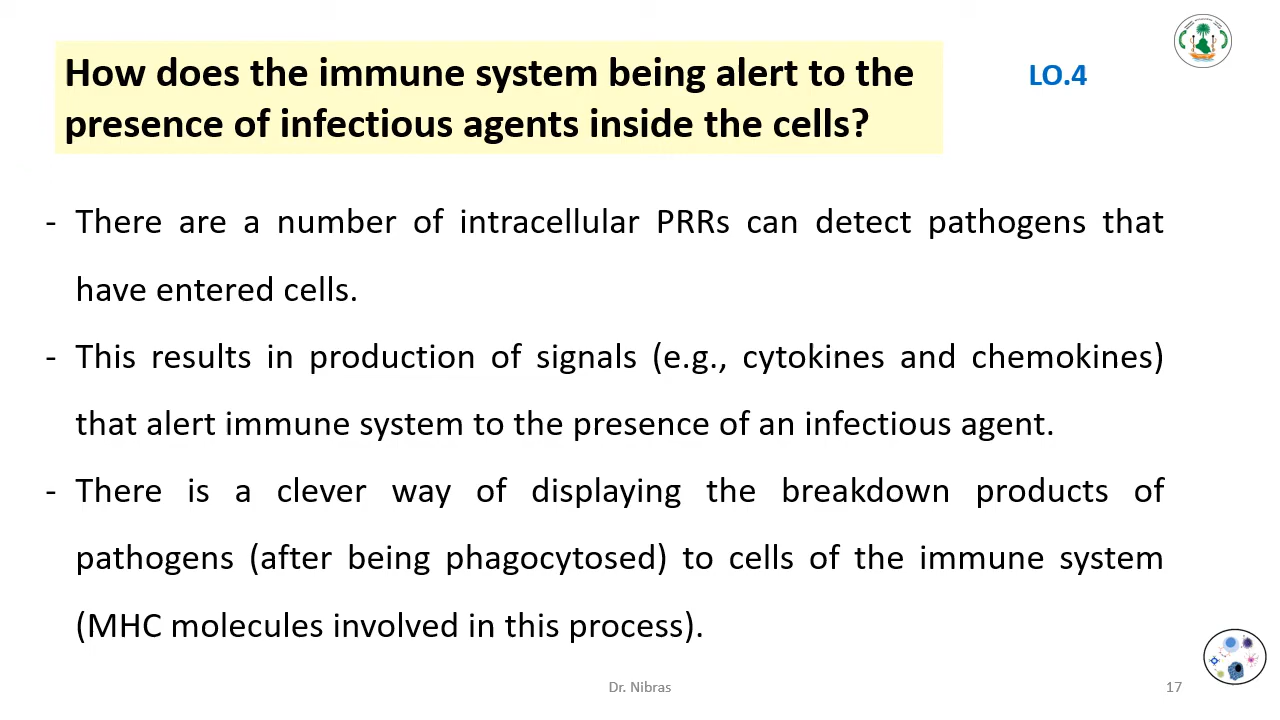 How does the immune system being alert to the
presence of infectious agents inside the cells?
LO.4
- There are a number of intracellular PRRs can detect pathogens that
have entered cells.
- This results in production of signals (e.g., cytokines and chemokines)
that alert immune system to the presence of an infectious agent.
- There is a clever way of displaying the breakdown products of
pathogens (after being phagocytosed) to cells of the immune system
(MHC molecules involved in this process).
Dr. Nibras
17